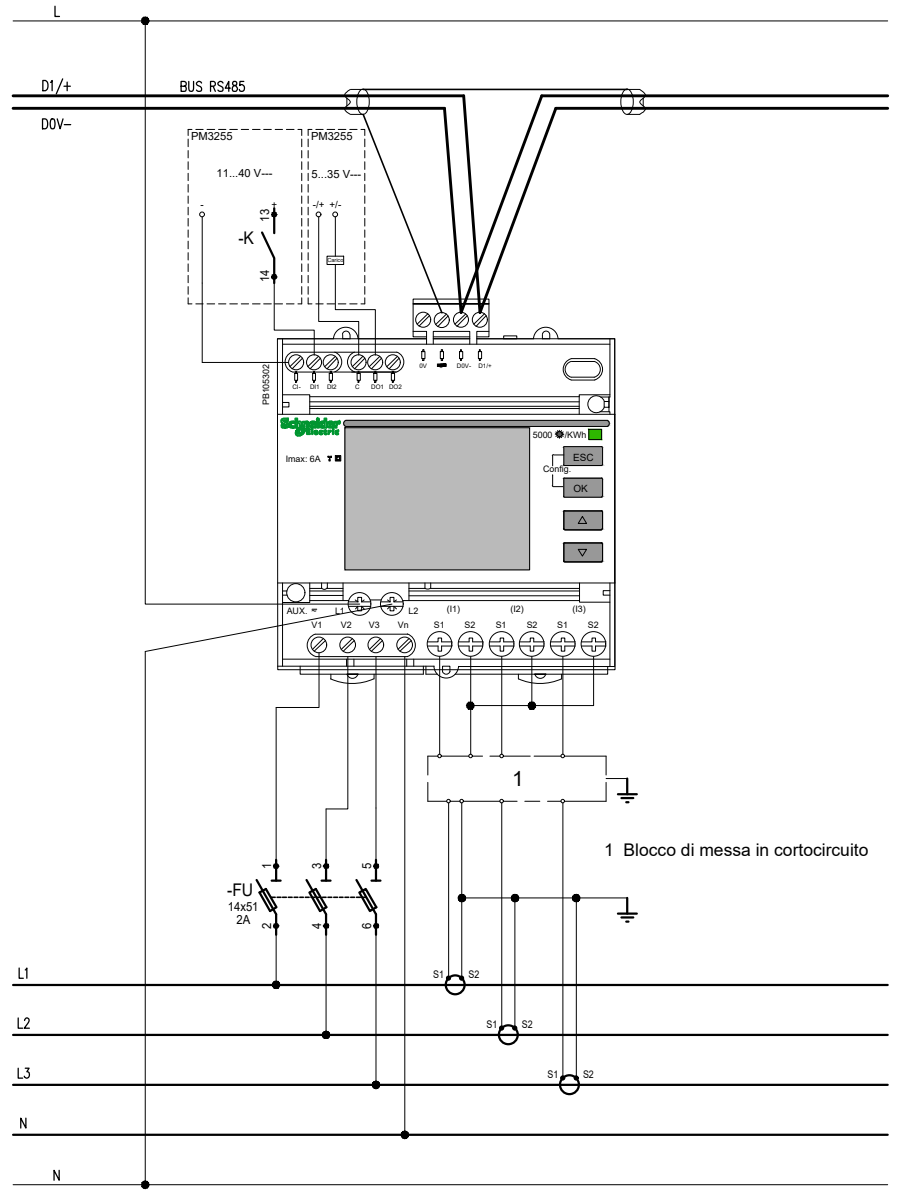 L
D1/+ BUS RS485
D0V-
PM3255 PM3255
11...40 V--- 5...35 V---
- + -/+ +/-
13
-K
14
Carico
PB105302
0V D0V- D1/+
CI- DI1 DI2 C DO1 DO2
Schneider
Electric
5000 /KWh
Imax: 6A
ESC
Config.
OK
AUX. L1 L2 (I1) (I2) (I3)
V1 V2 V3 Vn S1 S2 S1 S2 S1 S2
1
1 Blocco di messa in cortocircuito
1 3 5
-FU
14x51
2A
2 4 6
L1 S1 S2
L2 S1 S2
L3 S1 S2
N
N